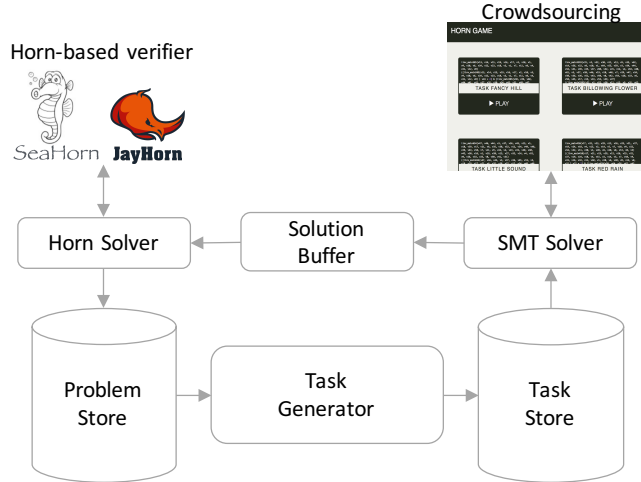 Crowdsourcing
Horn-based verifier
HORN GAME
SeaHorn
JayHorn
TASK FANCY HILL
TASK BILLOWING FLOWER
PLAY
PLAY
TASK LITTLE SOUND
TASK RED RAIN
Horn Solver
Solution
Buffer
SMT Solver
Problem
Store
Task
Generator
Task
Store